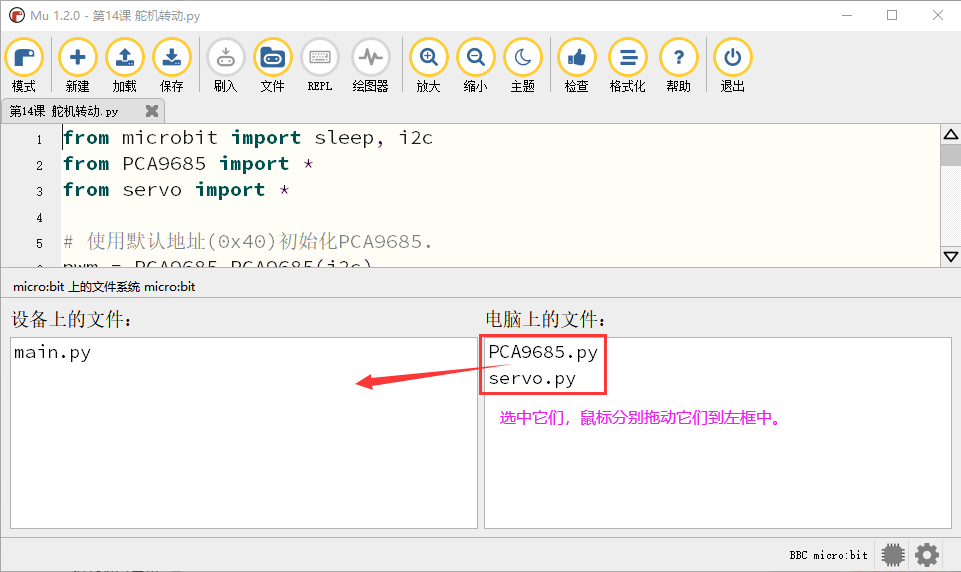 Mu 1.2.0 - 第14课 舵机转动.py
模式 新建 加载 保存 刷入 文件 REPL 绘图器 放大 缩小 主题 检查 格式化 帮助 退出
第14课 舵机转动.py
1 from microbit import sleep, i2c
2 from PCA9685 import *
3 from servo import *
4
5 # 使用默认地址(0x40)初始化PCA9685.
pwm = PCA9685.PCA9685(i2c)
micro:bit 上的文件系统 micro:bit
设备上的文件: 电脑上的文件:
main.py PCA9685.py
servo.py
选中它们，鼠标分别拖动它们到左框中。
BBC micro:bit